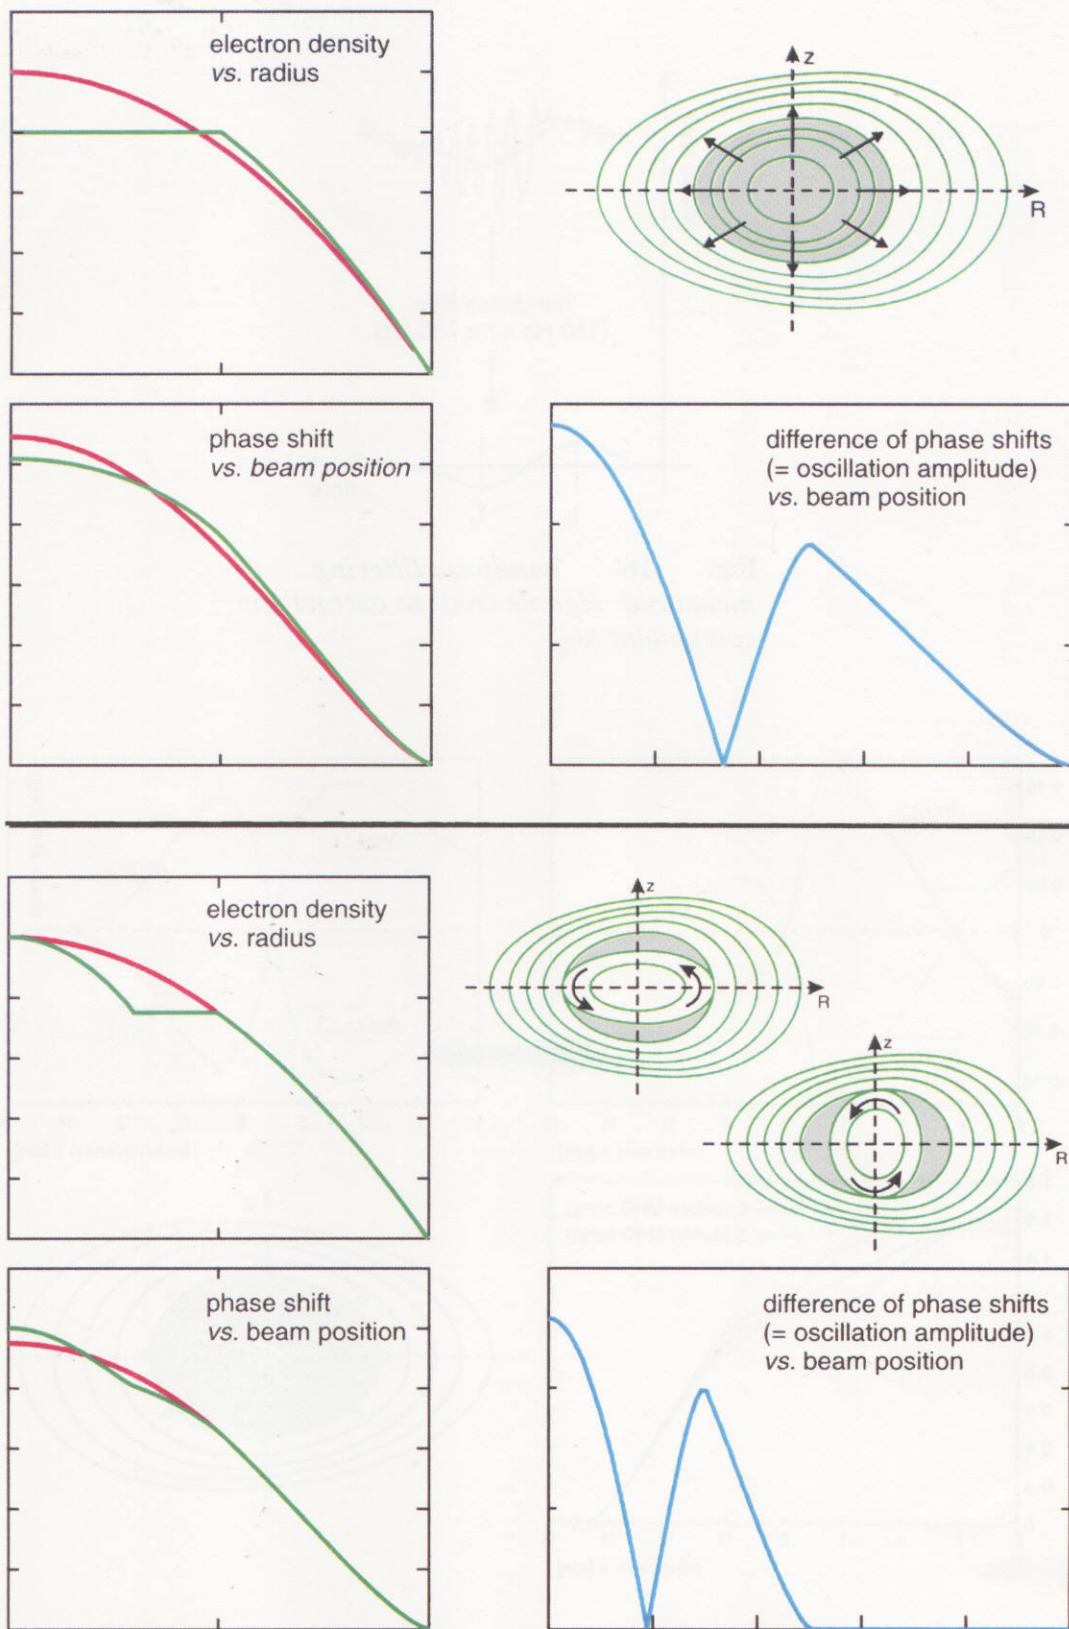 electron density
vs. radius
z
R
phase shift
vs. beam position
difference of phase shifts
(= oscillation amplitude)
vs. beam position
electron density
vs. radius
z
R
z
R
phase shift
vs. beam position
difference of phase shifts
(= oscillation amplitude)
vs. beam position